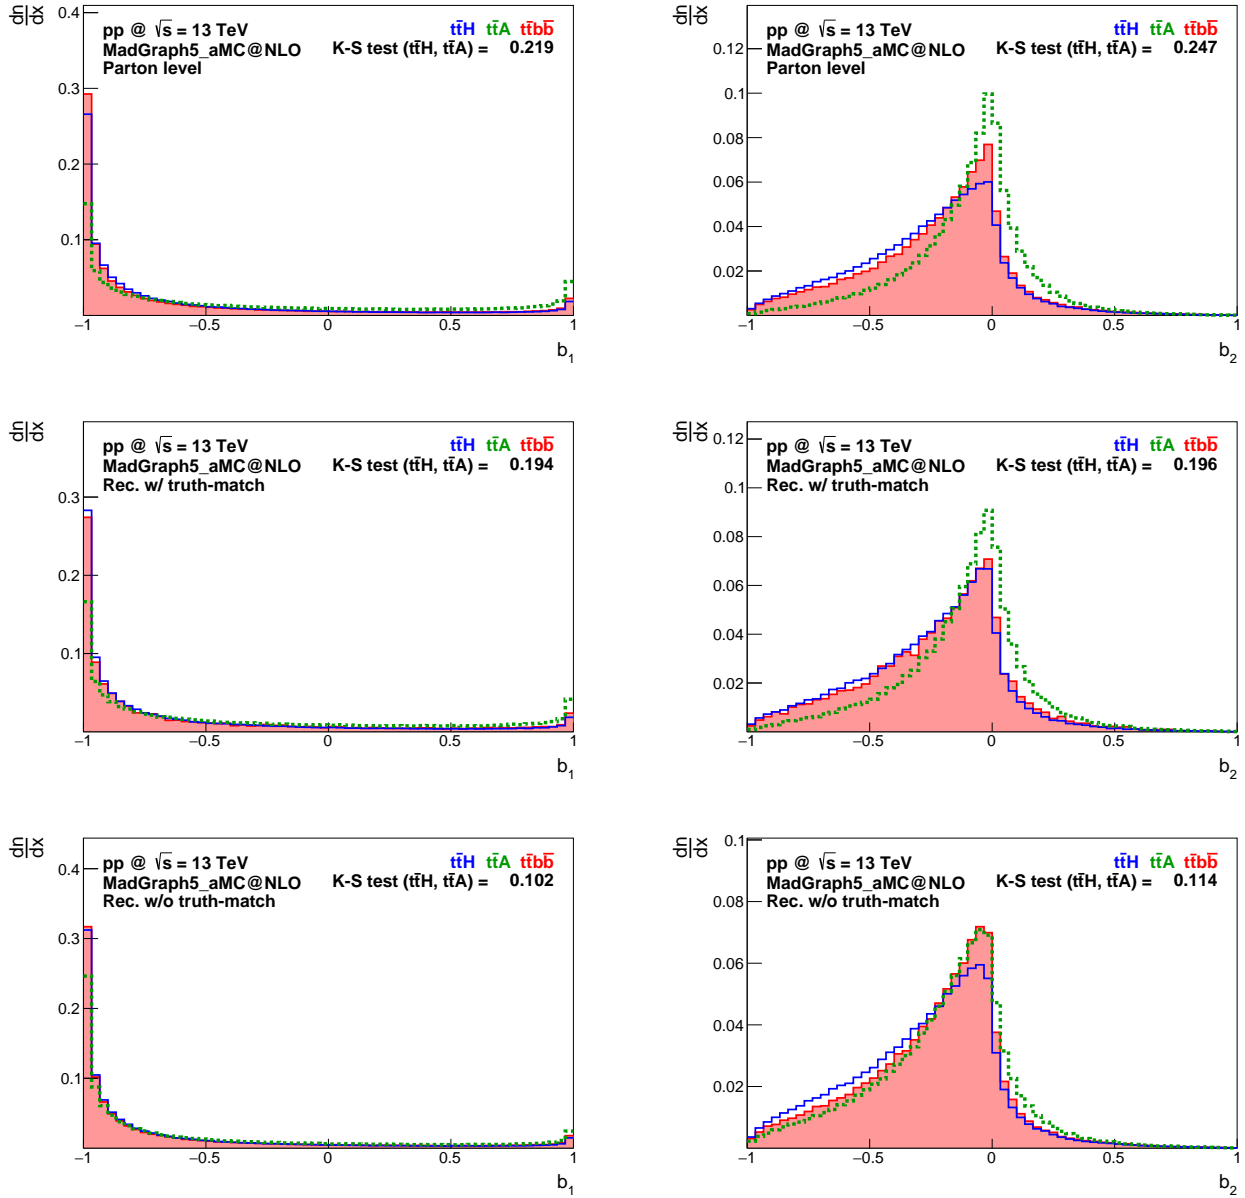 dn/dx
0.4
0.3
0.2
0.1
pp @ √s = 13 TeV
MadGraph5_aMC@NLO
Parton level
tt̄H tt̄A tt̄bb̄
K-S test (tt̄H, tt̄A) = 0.219
−1 −0.5 0 0.5 1
b₁
dn/dx
0.12
0.1
0.08
0.06
0.04
0.02
pp @ √s = 13 TeV
MadGraph5_aMC@NLO
Parton level
tt̄H tt̄A tt̄bb̄
K-S test (tt̄H, tt̄A) = 0.247
−1 −0.5 0 0.5 1
b₂
dn/dx
0.3
0.2
0.1
pp @ √s = 13 TeV
MadGraph5_aMC@NLO
Rec. w/ truth-match
tt̄H tt̄A tt̄bb̄
K-S test (tt̄H, tt̄A) = 0.194
−1 −0.5 0 0.5 1
b₁
dn/dx
0.12
0.1
0.08
0.06
0.04
0.02
pp @ √s = 13 TeV
MadGraph5_aMC@NLO
Rec. w/ truth-match
tt̄H tt̄A tt̄bb̄
K-S test (tt̄H, tt̄A) = 0.196
−1 −0.5 0 0.5 1
b₂
dn/dx
0.4
0.3
0.2
0.1
pp @ √s = 13 TeV
MadGraph5_aMC@NLO
Rec. w/o truth-match
tt̄H tt̄A tt̄bb̄
K-S test (tt̄H, tt̄A) = 0.102
−1 −0.5 0 0.5 1
b₁
dn/dx
0.1
0.08
0.06
0.04
0.02
pp @ √s = 13 TeV
MadGraph5_aMC@NLO
Rec. w/o truth-match
tt̄H tt̄A tt̄bb̄
K-S test (tt̄H, tt̄A) = 0.114
−1 −0.5 0 0.5 1
b₂